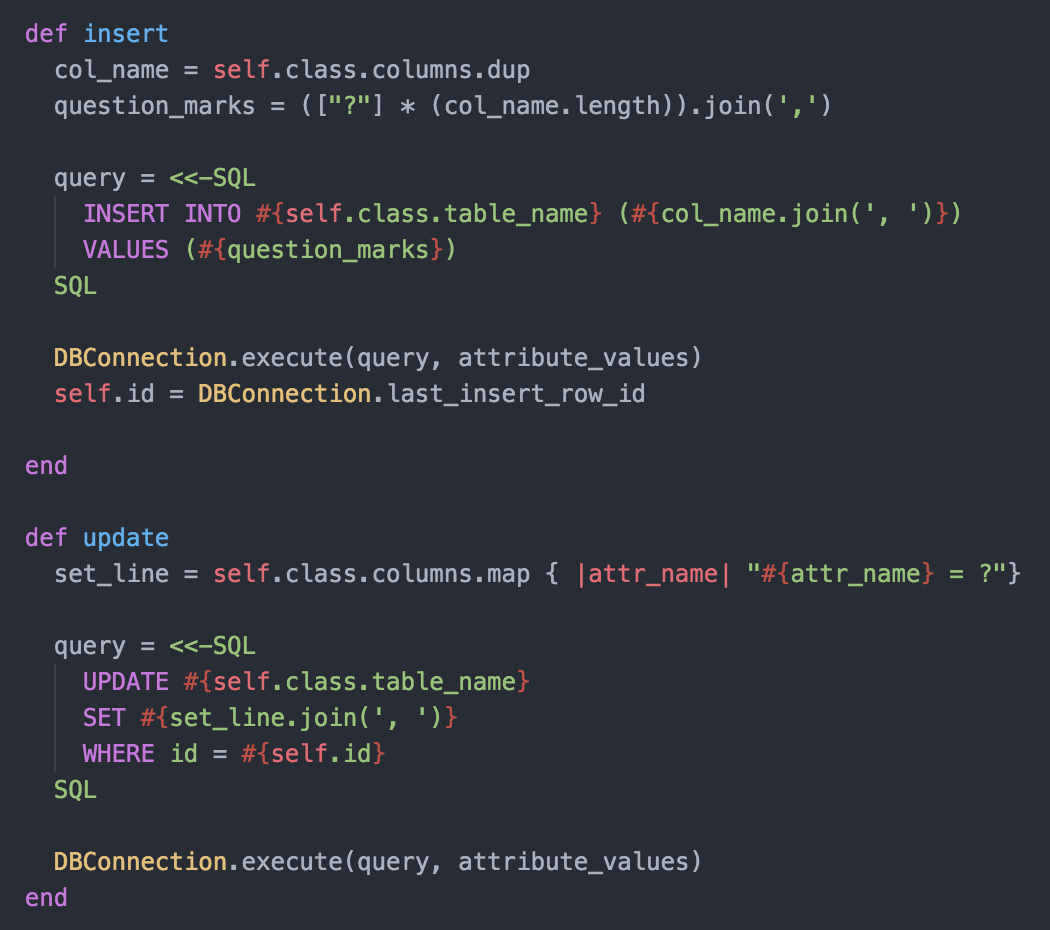 def insert
  col_name = self.class.columns.dup
  question_marks = (["?"] * (col_name.length)).join(',')

  query = <<-SQL
    INSERT INTO #{self.class.table_name} (#{col_name.join(', ')})
    VALUES (#{question_marks})
  SQL

  DBConnection.execute(query, attribute_values)
  self.id = DBConnection.last_insert_row_id

end

def update
  set_line = self.class.columns.map { |attr_name| "#{attr_name} = ?"}

  query = <<-SQL
    UPDATE #{self.class.table_name}
    SET #{set_line.join(', ')}
    WHERE id = #{self.id}
  SQL

  DBConnection.execute(query, attribute_values)
end